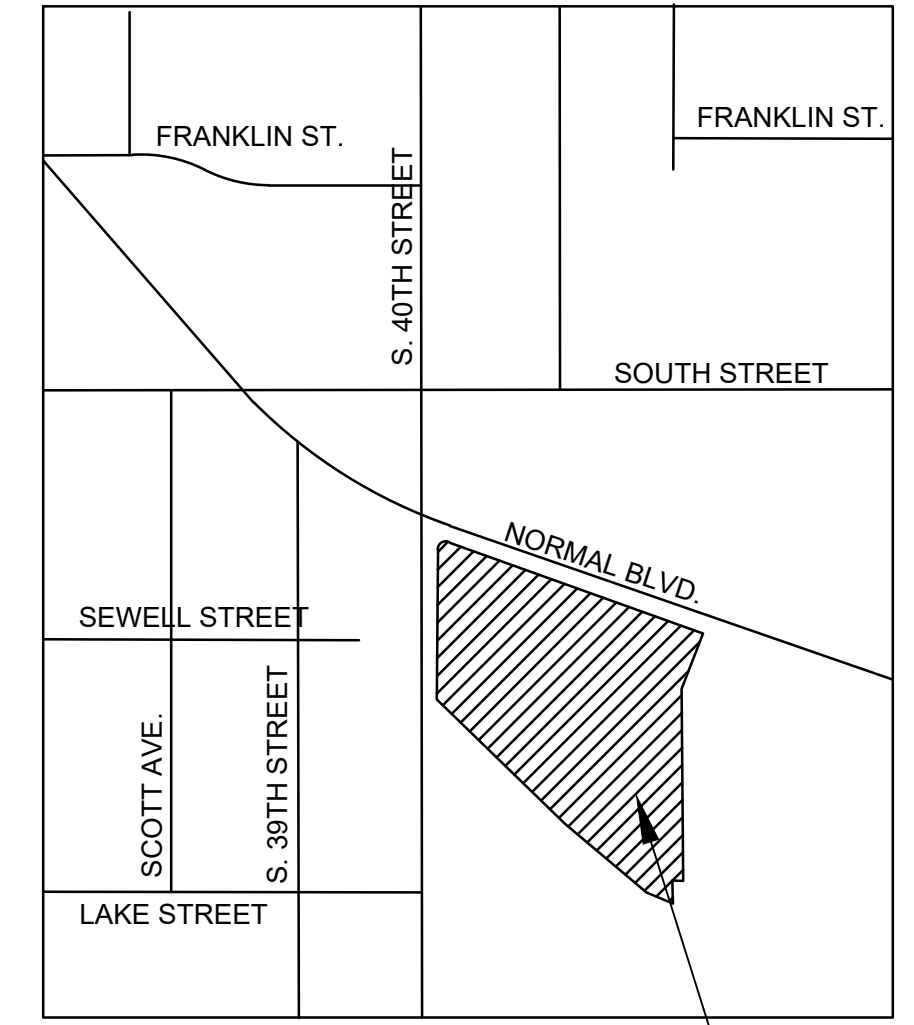 FRANKLIN ST.
FRANKLIN ST.
S. 40TH STREET
SOUTH STREET
NORMAL BLVD.
SEWELL STREET
SCOTT AVE.
S. 39TH STREET
LAKE STREET